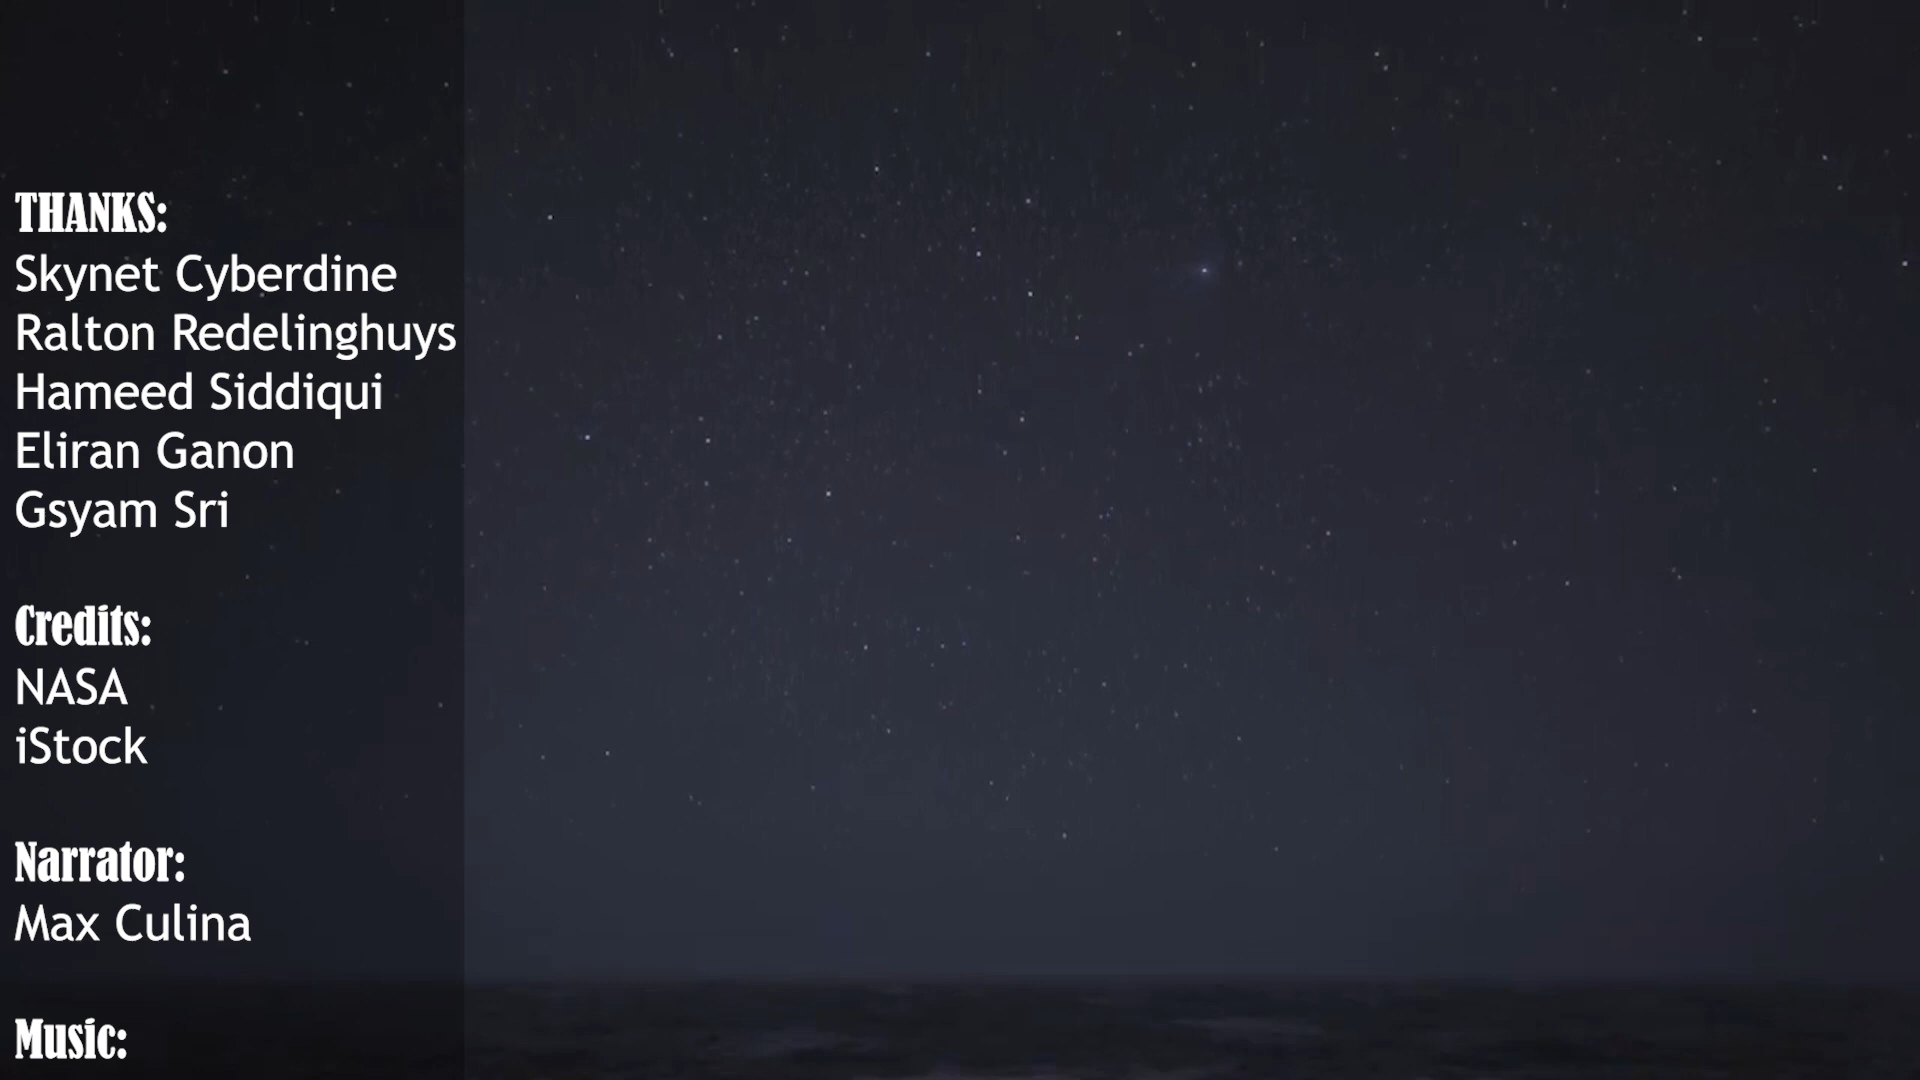 THANKS:
Skynet Cyberdine
Ralton Redelinghuys
Hameed Siddiqui
Eliran Ganon
Gsyam Sri
Credits:
NASA
iStock
Narrator:
Max Culina
Music: